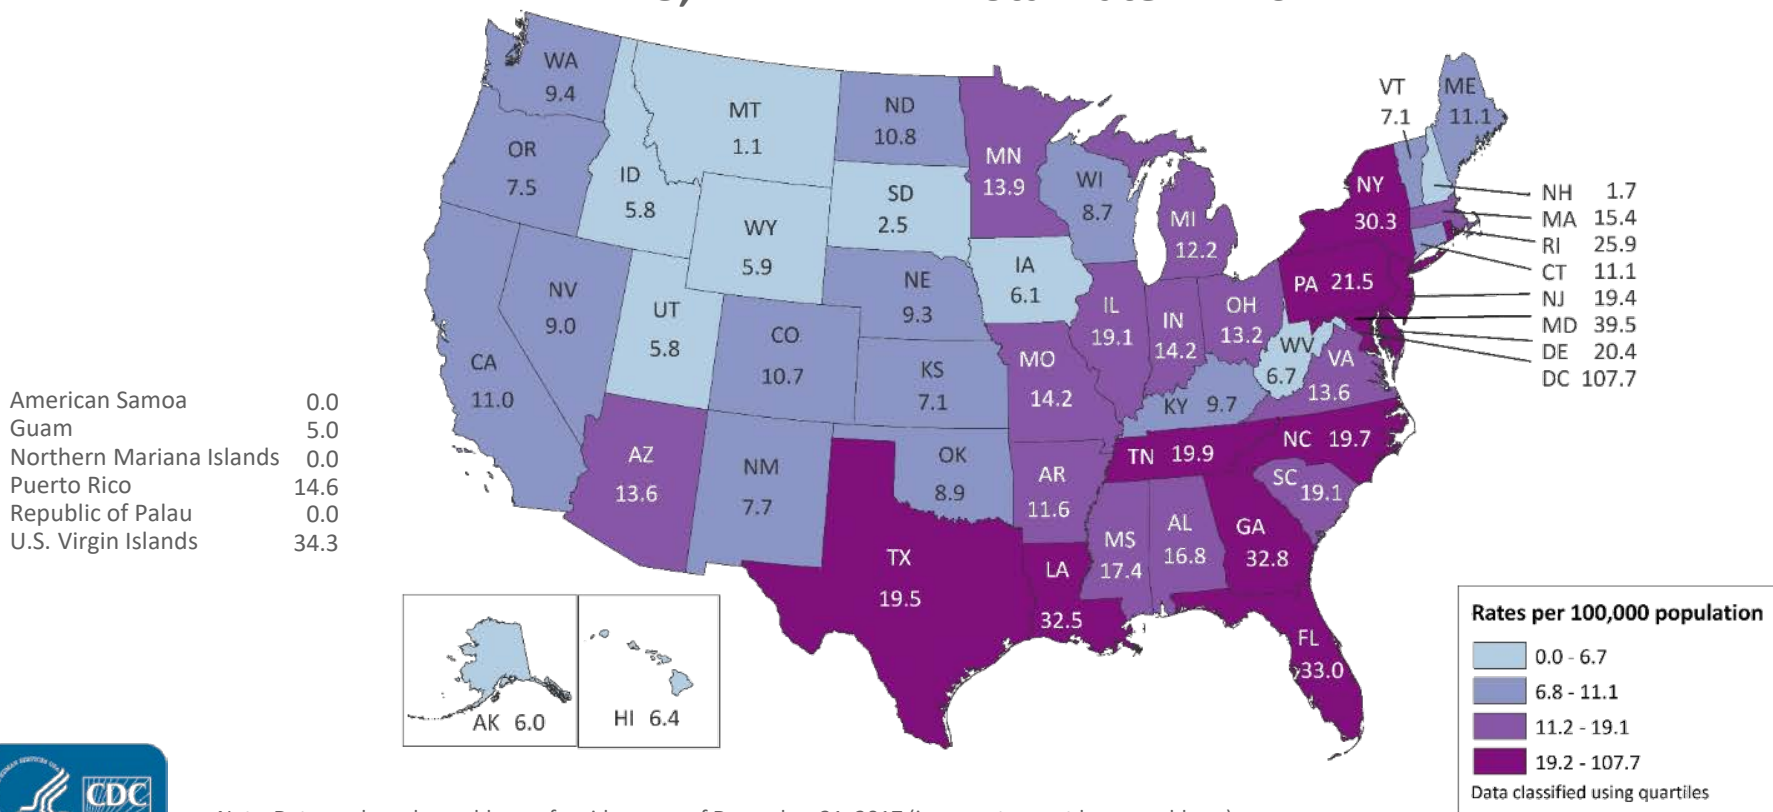 WA
9.4
MT
1.1
ND
10.8
MN
13.9
VT
7.1
ME
11.1
OR
7.5
ID
5.8
SD
2.5
WI
8.7
MI
12.2
NY
30.3
NH 1.7
MA 15.4
RI 25.9
CT 11.1
NJ 19.4
MD 39.5
DE 20.4
DC 107.7
WY
5.9
IA
6.1
NE
9.3
PA 21.5
NV
9.0
UT
5.8
CO
10.7
IL
19.1
IN
14.2
OH
13.2
WV
6.7
VA
13.6
CA
11.0
KS
7.1
MO
14.2
KY 9.7
American Samoa 0.0
Guam 5.0
Northern Mariana Islands 0.0
Puerto Rico 14.6
Republic of Palau 0.0
U.S. Virgin Islands 34.3
AZ
13.6
NM
7.7
OK
8.9
AR
11.6
TN 19.9
NC 19.7
SC
19.1
TX
19.5
LA
32.5
MS
17.4
AL
16.8
GA
32.8
FL
33.0
AK 6.0
HI 6.4
Rates per 100,000 population
0.0 - 6.7
6.8 - 11.1
11.2 - 19.1
19.2 - 107.7
Data classified using quartiles
CDC